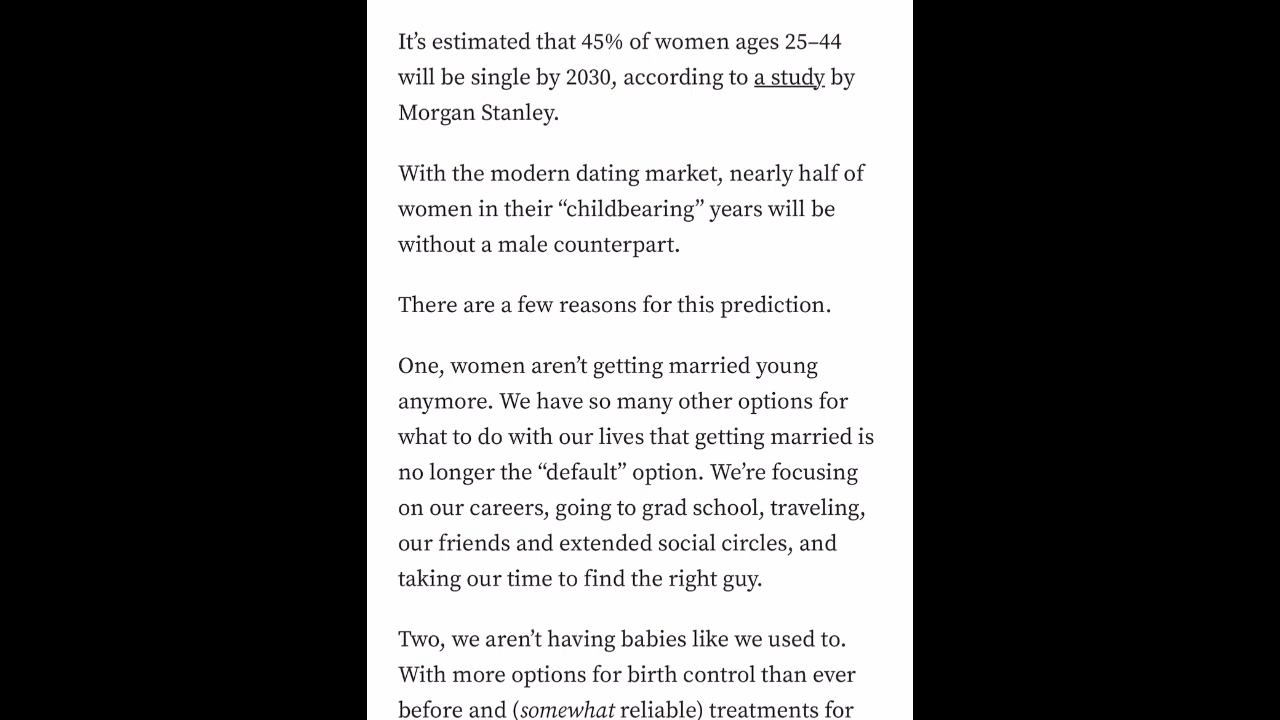 It’s estimated that 45% of women ages 25–44
will be single by 2030, according to a study by
Morgan Stanley.
With the modern dating market, nearly half of
women in their “childbearing” years will be
without a male counterpart.
There are a few reasons for this prediction.
One, women aren’t getting married young
anymore. We have so many other options for
what to do with our lives that getting married is
no longer the “default” option. We’re focusing
on our careers, going to grad school, traveling,
our friends and extended social circles, and
taking our time to find the right guy.
Two, we aren’t having babies like we used to.
With more options for birth control than ever
before and (somewhat reliable) treatments for